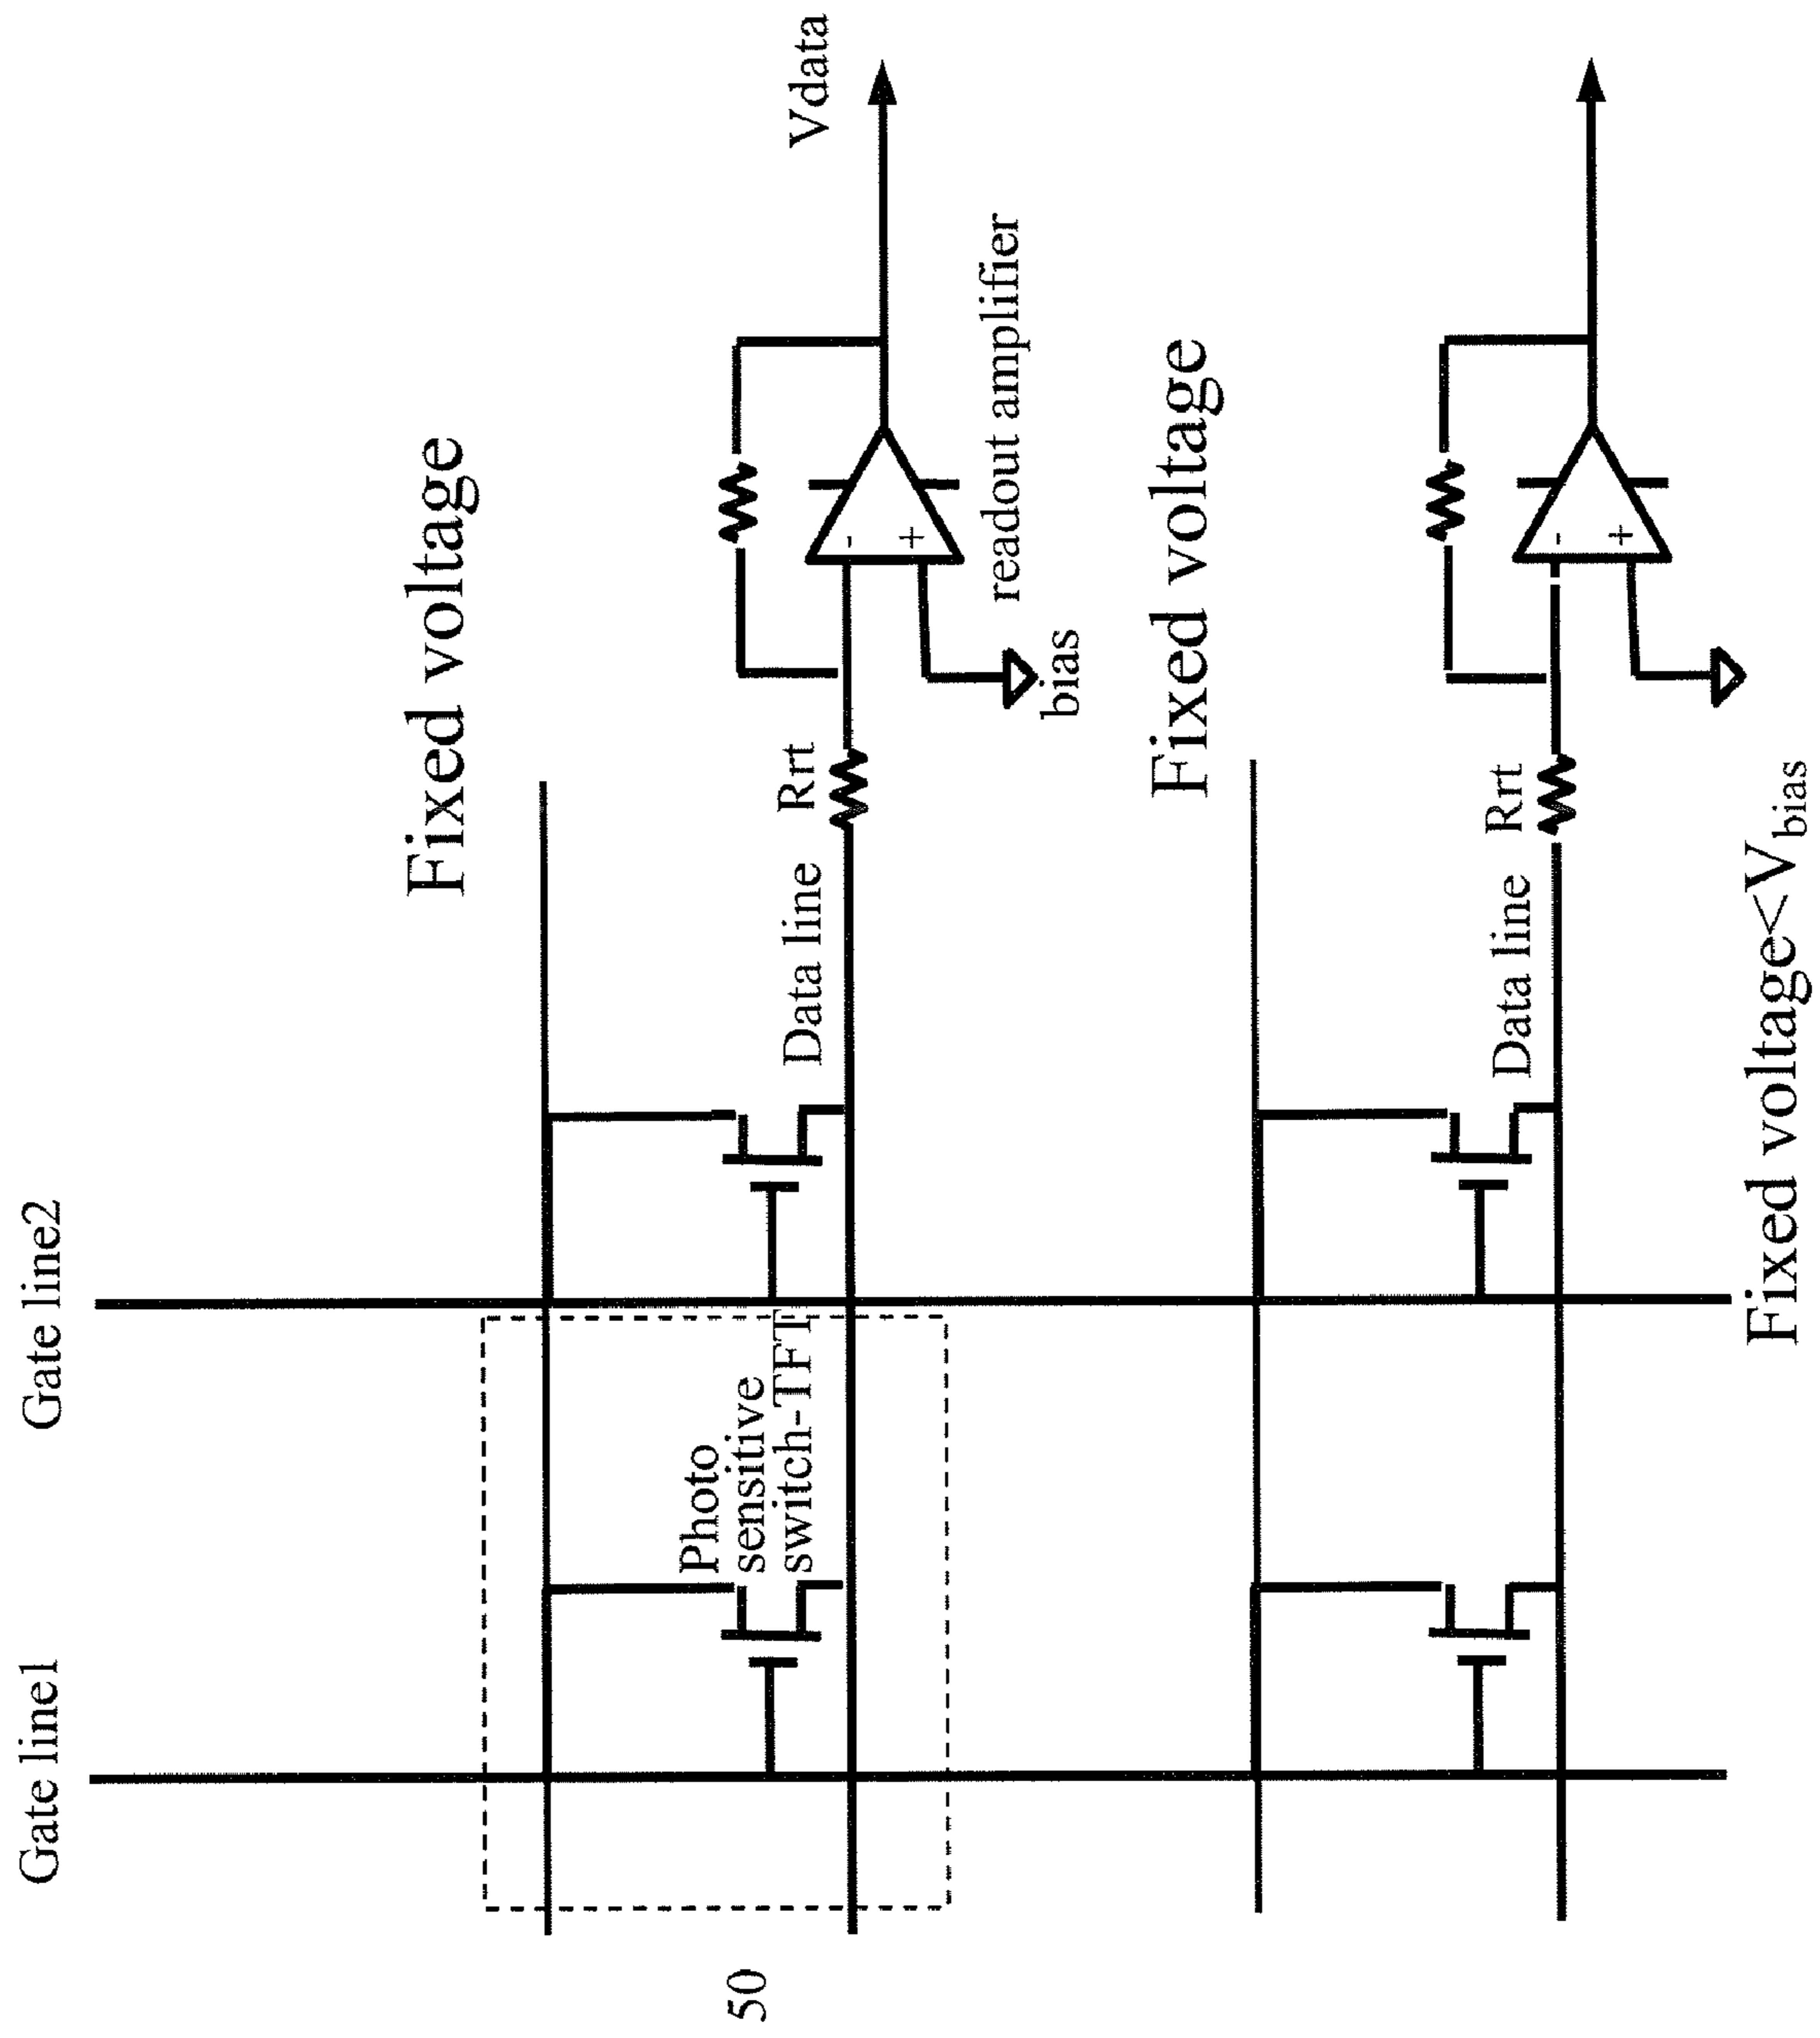 Gate line1
Gate line2
50
Photo
sensitive
switch-TFT
Fixed voltage
Data line
Rrt
-
+
bias
readout amplifier
Vdata
Fixed voltage
Data line
Rrt
-
+
Fixed voltage<Vbias